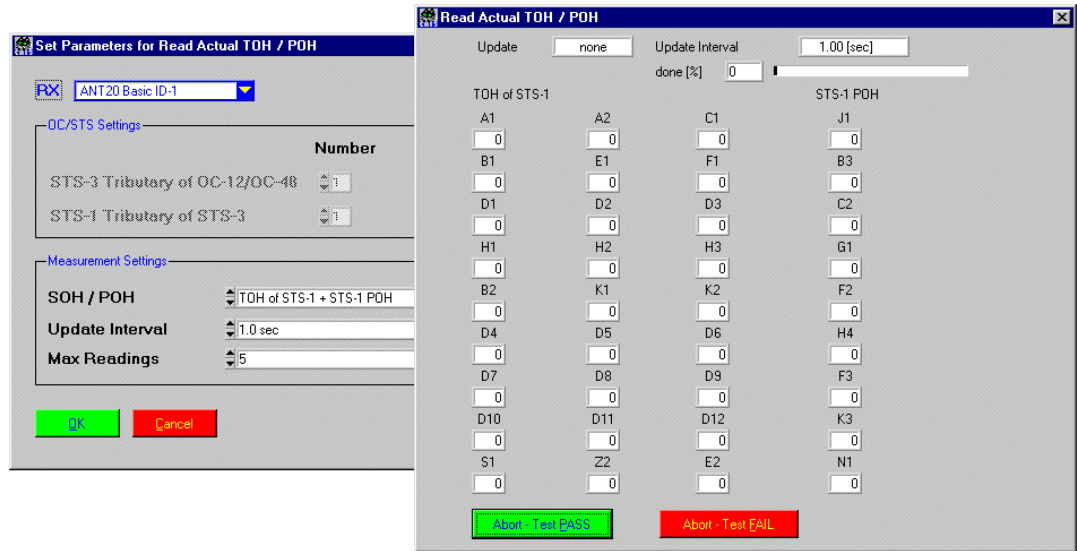 Set Parameters for Read Actual TOH / POH
RX ANT20 Basic ID-1
OC/STS Settings
Number
STS-3 Tributary of OC-12/OC-48 1
STS-1 Tributary of STS-3 1
Measurement Settings
SOH / POH TOH of STS-1 + STS-1 POH
Update Interval 1.0 sec
Max Readings 5
OK Cancel
Read Actual TOH / POH
Update none Update Interval 1.00 [sec]
done [%] 0
TOH of STS-1 STS-1 POH
A1 A2 C1 J1
0 0 0 0
B1 E1 F1 B3
0 0 0 0
D1 D2 D3 C2
0 0 0 0
H1 H2 H3 G1
0 0 0 0
B2 K1 K2 F2
0 0 0 0
D4 D5 D6 H4
0 0 0 0
D7 D8 D9 F3
0 0 0 0
D10 D11 D12 K3
0 0 0 0
S1 Z2 E2 N1
0 0 0 0
Abort - Test PASS Abort - Test FAIL